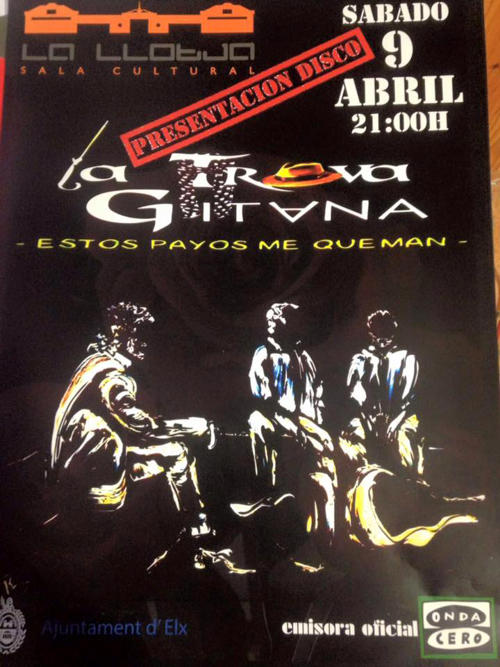 LA LLOTJA
SALA CULTURAL
SABADO
9
ABRIL
21:00H
PRESENTACION DISCO
La TROVA
GITANA
- ESTOS PAYOS ME QUEMAN -
Ajuntament d'Elx
emisora oficial
ONDA
CERO